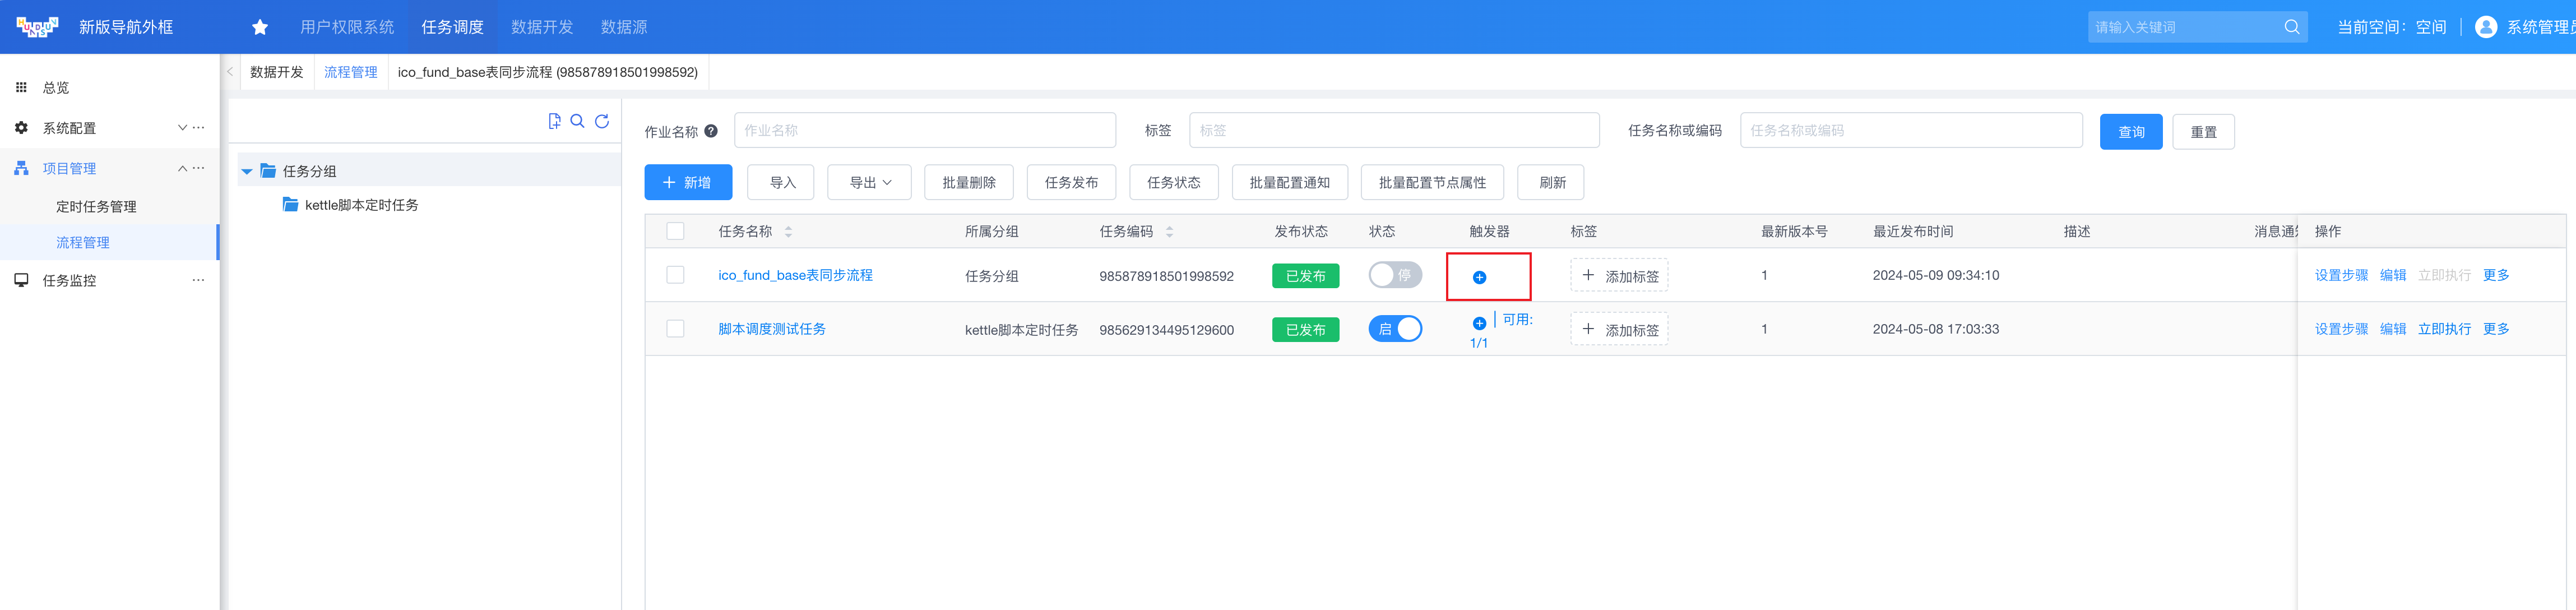 新版导航外框
用户权限系统
任务调度
数据开发
数据源
请输入关键词
当前空间：空间
系统管理员
总览
系统配置
项目管理
定时任务管理
流程管理
任务监控
数据开发
流程管理
ico_fund_base表同步流程 (985878918501998592)
任务分组
kettle脚本定时任务
作业名称
作业名称
标签
标签
任务名称或编码
任务名称或编码
查询
重置
新增
导入
导出
批量删除
任务发布
任务状态
批量配置通知
批量配置节点属性
刷新
任务名称
所属分组
任务编码
发布状态
状态
触发器
标签
最新版本号
最近发布时间
描述
消息通知
操作
ico_fund_base表同步流程
任务分组
985878918501998592
已发布
停
添加标签
1
2024-05-09 09:34:10
设置步骤 编辑 立即执行 更多
脚本调度测试任务
kettle脚本定时任务
985629134495129600
已发布
启
可用:
1/1
添加标签
1
2024-05-08 17:03:33
设置步骤 编辑 立即执行 更多